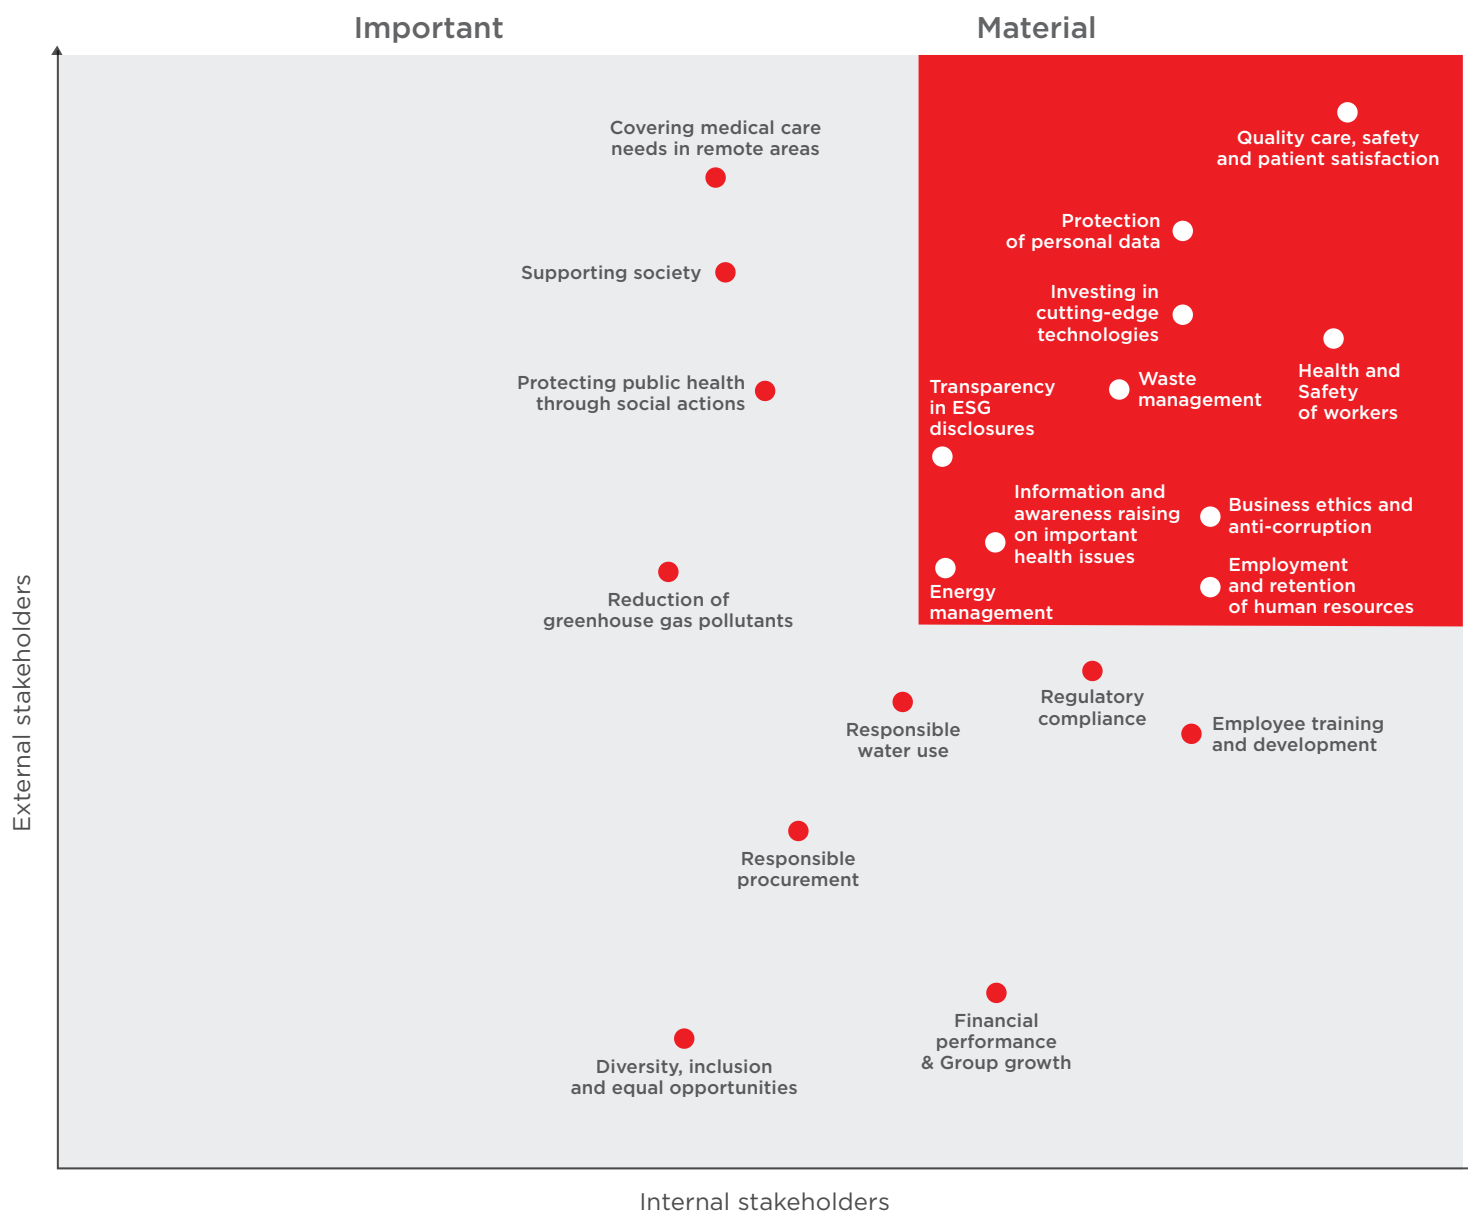 Important
Material
Covering medical care
needs in remote areas
Quality care, safety
and patient satisfaction
Protection
of personal data
Supporting society
Investing in
cutting-edge
technologies
Health and
Safety
of workers
Waste
management
Transparency
in ESG
disclosures
Protecting public health
through social actions
Information and
awareness raising
on important
health issues
Business ethics and
anti-corruption
Employment
and retention
of human resources
Energy
management
Reduction of
greenhouse gas pollutants
Regulatory
compliance
Responsible
water use
Employee training
and development
Responsible
procurement
Financial
performance
& Group growth
Diversity, inclusion
and equal opportunities
External stakeholders
Internal stakeholders